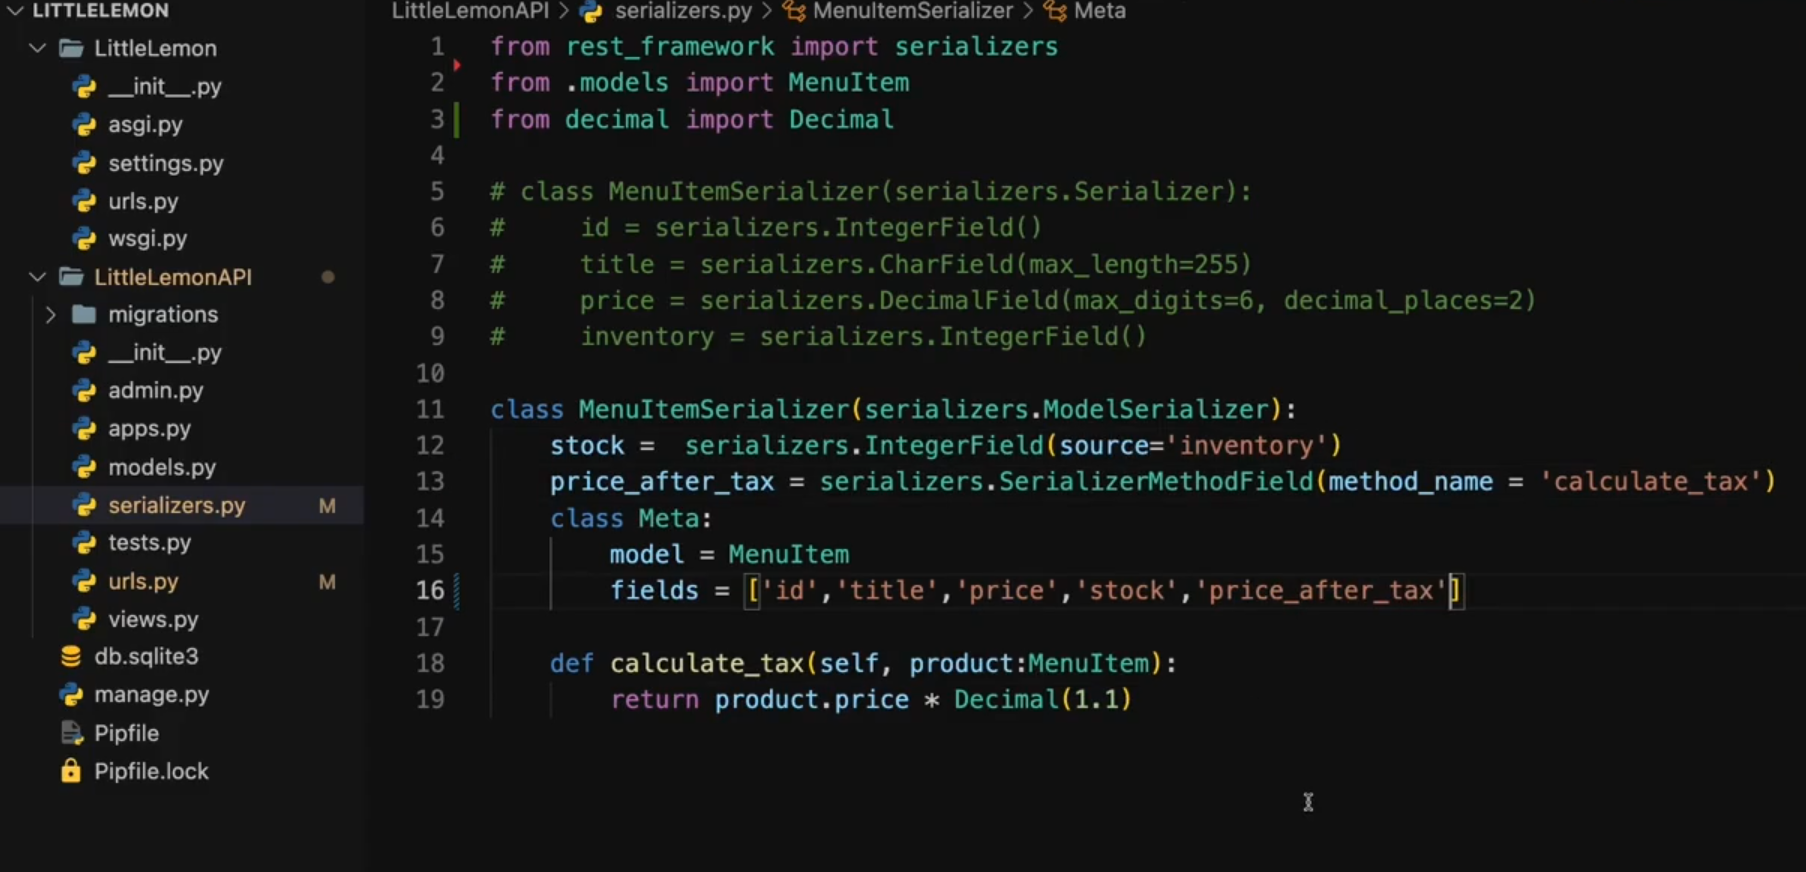 LITTLELEMON
LittleLemon
__init__.py
asgi.py
settings.py
urls.py
wsgi.py
LittleLemonAPI
migrations
__init__.py
admin.py
apps.py
models.py
serializers.py M
tests.py
urls.py M
views.py
db.sqlite3
manage.py
Pipfile
Pipfile.lock
LittleLemonAPI > serializers.py > MenuItemSerializer > Meta
1 from rest_framework import serializers
2 from .models import MenuItem
3 from decimal import Decimal
4
5 # class MenuItemSerializer(serializers.Serializer):
6 #     id = serializers.IntegerField()
7 #     title = serializers.CharField(max_length=255)
8 #     price = serializers.DecimalField(max_digits=6, decimal_places=2)
9 #     inventory = serializers.IntegerField()
10
11 class MenuItemSerializer(serializers.ModelSerializer):
12     stock =  serializers.IntegerField(source='inventory')
13     price_after_tax = serializers.SerializerMethodField(method_name = 'calculate_tax')
14     class Meta:
15         model = MenuItem
16         fields = ['id','title','price','stock','price_after_tax']
17
18     def calculate_tax(self, product:MenuItem):
19         return product.price * Decimal(1.1)